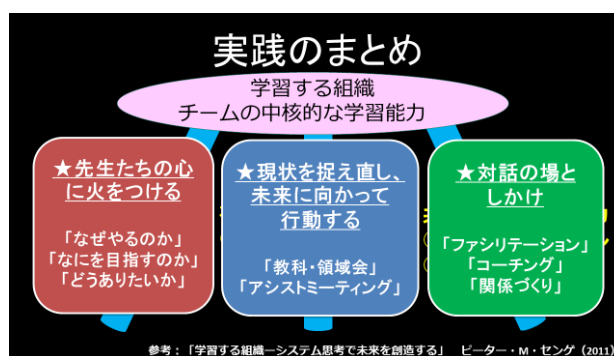 実践のまとめ
学習する組織
チームの中核的な学習能力
★先生たちの心
に火をつける
「なぜやるのか」
「なにを目指すのか」
「どうありたいか」
★現状を捉え直し、
未来に向かって
行動する
「教科・領域会」
「アシストミーティング」
★対話の場と
しかけ
「ファシリテーション」
「コーチング」
「関係づくり」
参考：「学習する組織ーシステム思考で未来を創造する」　ピーター・M・センゲ（2011）